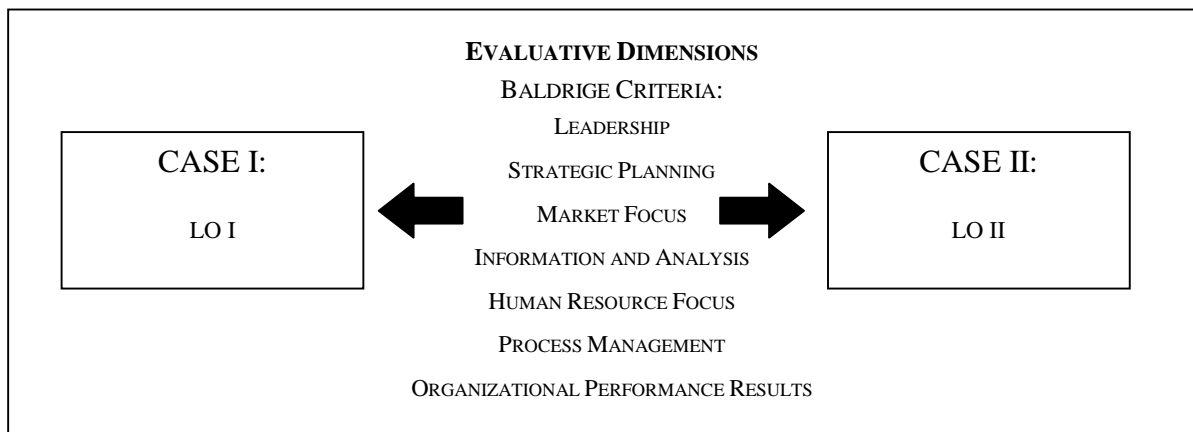 EVALUATIVE DIMENSIONS
BALDRIGE CRITERIA:
LEADERSHIP
CASE I:
LO I
STRATEGIC PLANNING
MARKET FOCUS
INFORMATION AND ANALYSIS
HUMAN RESOURCE FOCUS
PROCESS MANAGEMENT
ORGANIZATIONAL PERFORMANCE RESULTS
CASE II:
LO II